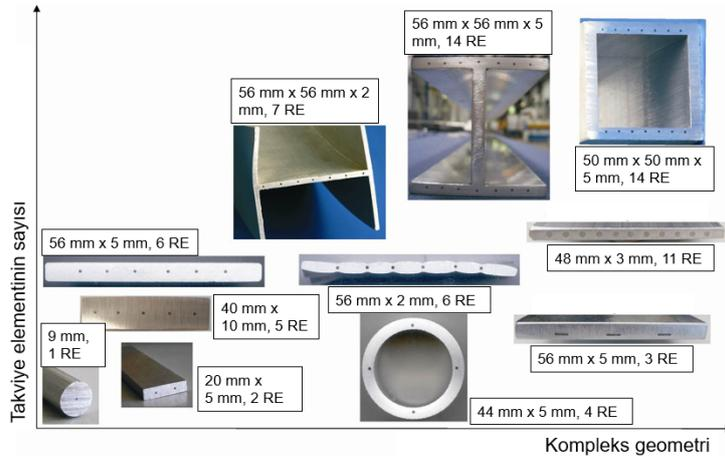 Takviye elementinin sayısı
56 mm x 56 mm x 5
mm, 14 RE
56 mm x 56 mm x 2
mm, 7 RE
50 mm x 50 mm x
5 mm, 14 RE
56 mm x 5 mm, 6 RE
48 mm x 3 mm, 11 RE
56 mm x 2 mm, 6 RE
40 mm x
10 mm, 5 RE
9 mm,
1 RE
20 mm x
5 mm, 2 RE
56 mm x 5 mm, 3 RE
44 mm x 5 mm, 4 RE
Kompleks geometri